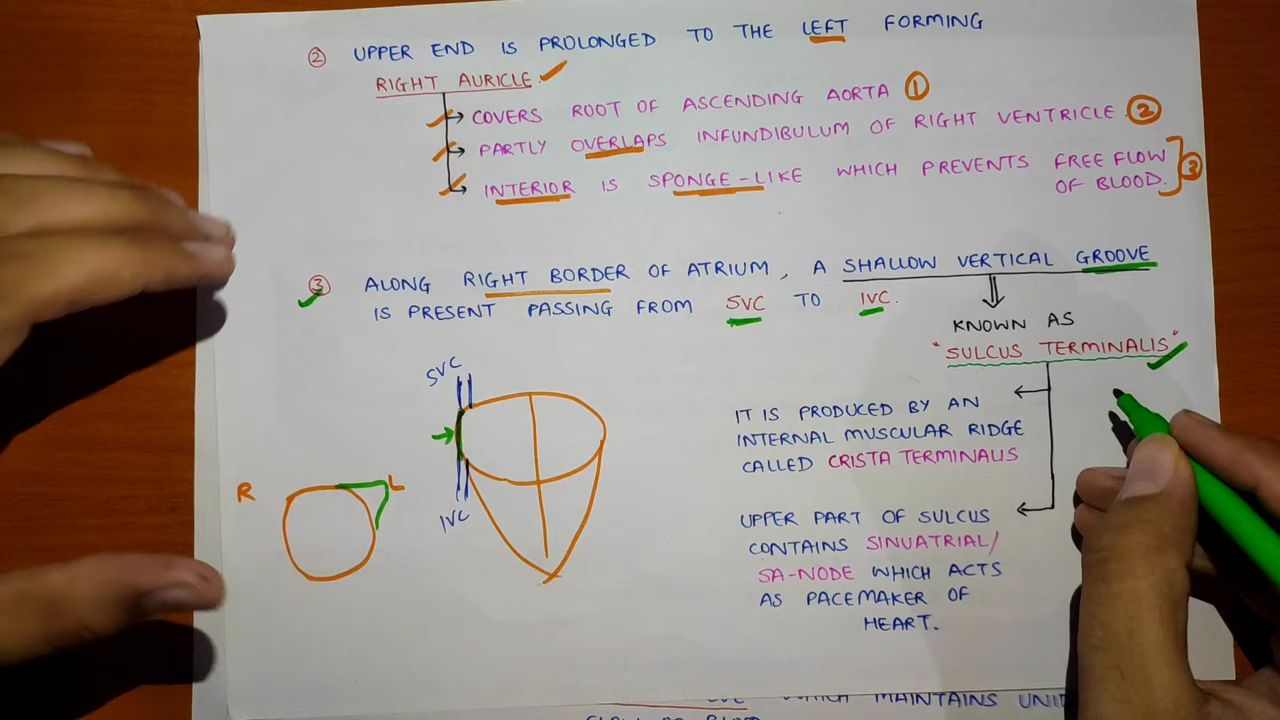 ② UPPER END IS PROLONGED TO THE LEFT FORMING
RIGHT AURICLE
COVERS ROOT OF ASCENDING AORTA ①
PARTLY OVERLAPS INFUNDIBULUM OF RIGHT VENTRICLE. ②
INTERIOR IS SPONGE-LIKE WHICH PREVENTS FREE FLOW
OF BLOOD. ③
③ ALONG RIGHT BORDER OF ATRIUM, A SHALLOW VERTICAL GROOVE
IS PRESENT PASSING FROM SVC TO IVC.
KNOWN AS
"SULCUS TERMINALIS"
SVC
IVC
R
L
IT IS PRODUCED BY AN
INTERNAL MUSCULAR RIDGE
CALLED CRISTA TERMINALIS
UPPER PART OF SULCUS
CONTAINS SINUATRIAL/
SA-NODE WHICH ACTS
AS PACEMAKER OF
HEART.
WHICH MAINTAINS